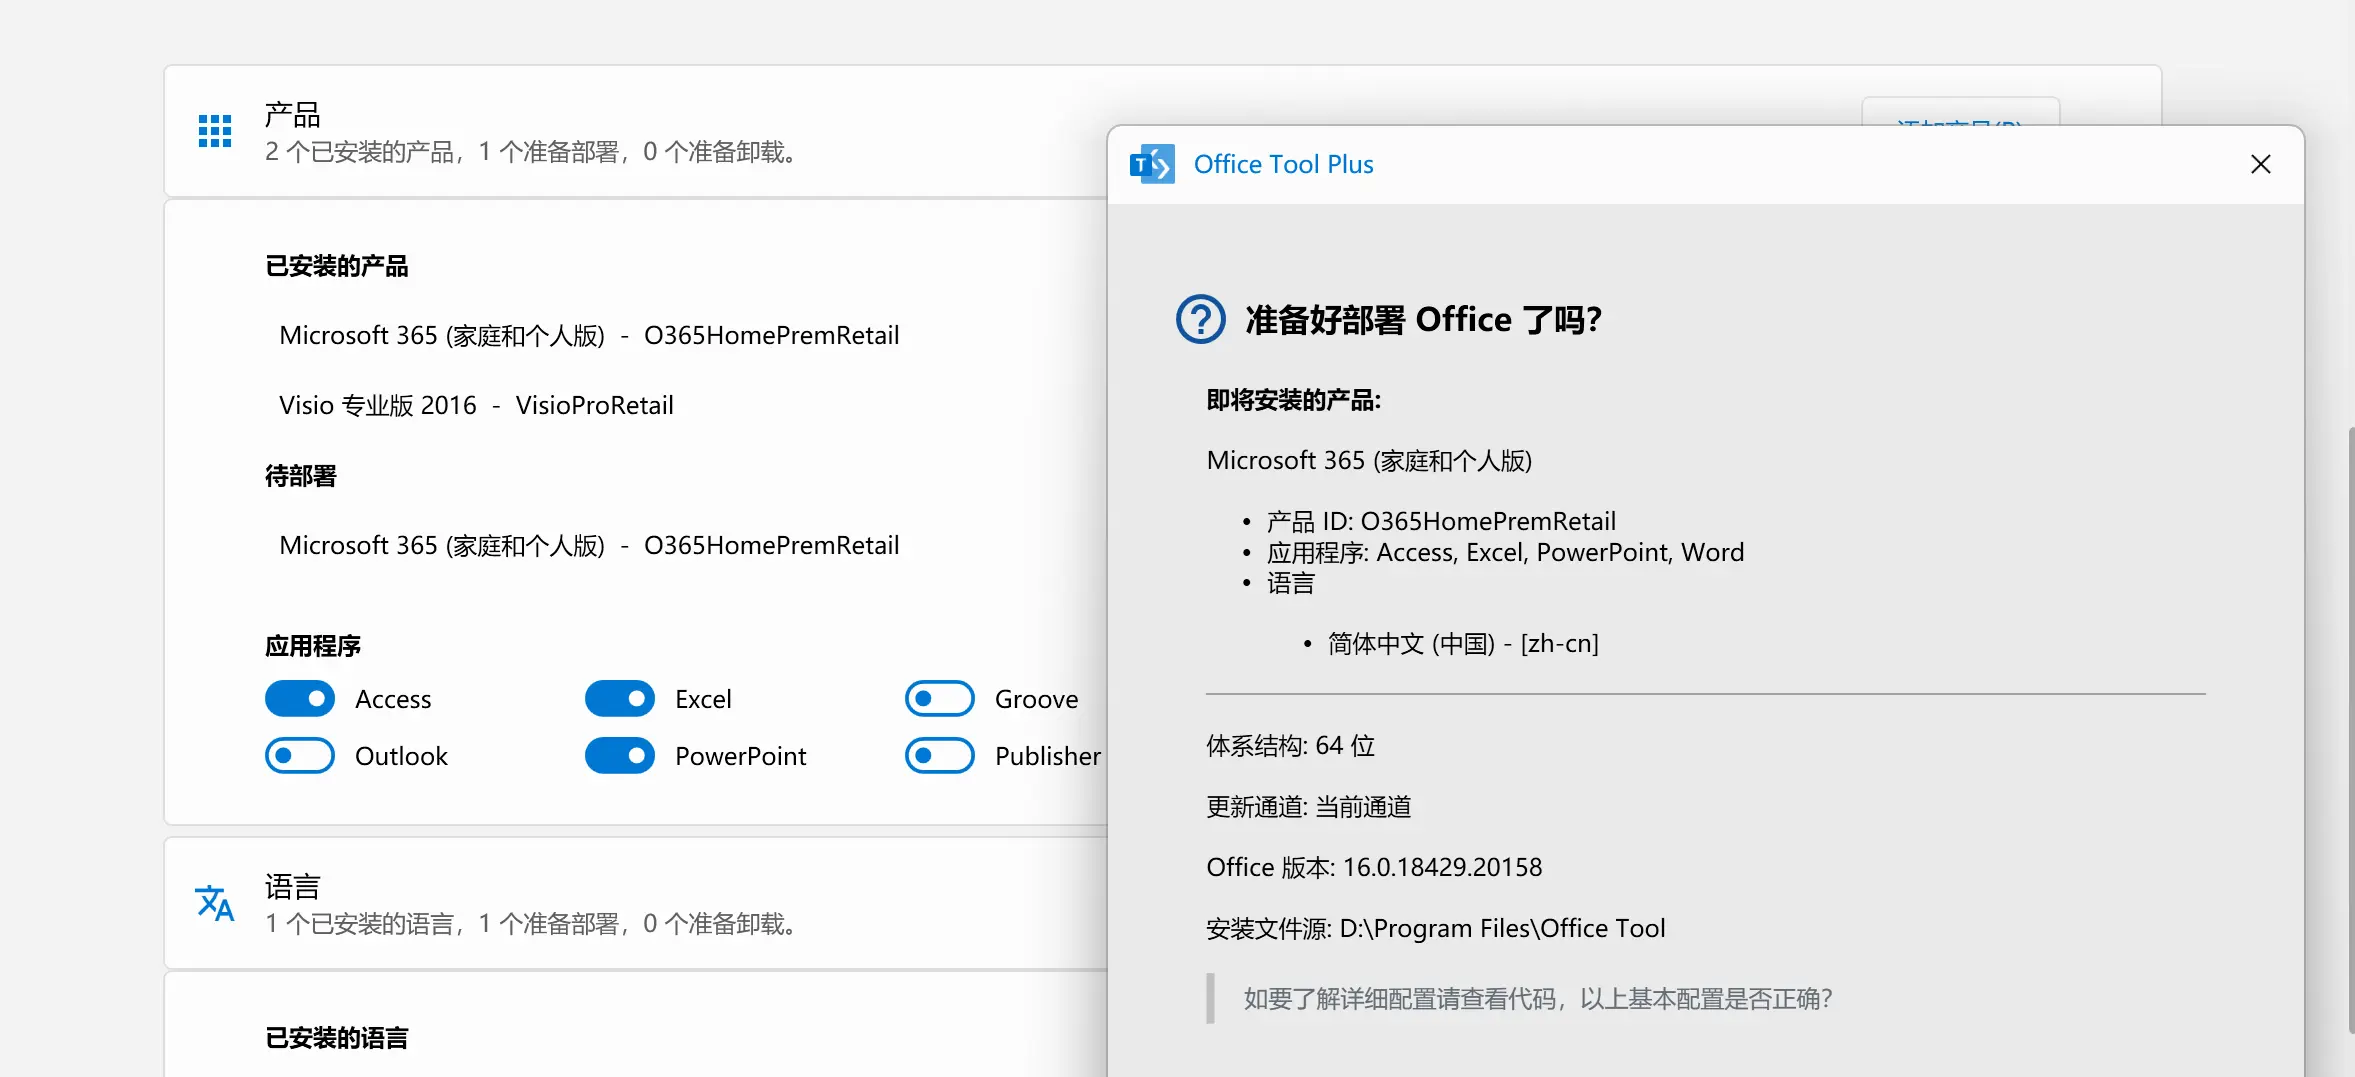 产品
2 个已安装的产品，1 个准备部署，0 个准备卸载。
已安装的产品
Microsoft 365 (家庭和个人版) - O365HomePremRetail
Visio 专业版 2016 - VisioProRetail
待部署
Microsoft 365 (家庭和个人版) - O365HomePremRetail
应用程序
Access
Excel
Groove
Outlook
PowerPoint
Publisher
语言
1 个已安装的语言，1 个准备部署，0 个准备卸载。
已安装的语言
Office Tool Plus
准备好部署 Office 了吗?
即将安装的产品:
Microsoft 365 (家庭和个人版)
• 产品 ID: O365HomePremRetail
• 应用程序: Access, Excel, PowerPoint, Word
• 语言
• 简体中文 (中国) - [zh-cn]
体系结构: 64 位
更新通道: 当前通道
Office 版本: 16.0.18429.20158
安装文件源: D:\Program Files\Office Tool
如要了解详细配置请查看代码，以上基本配置是否正确?